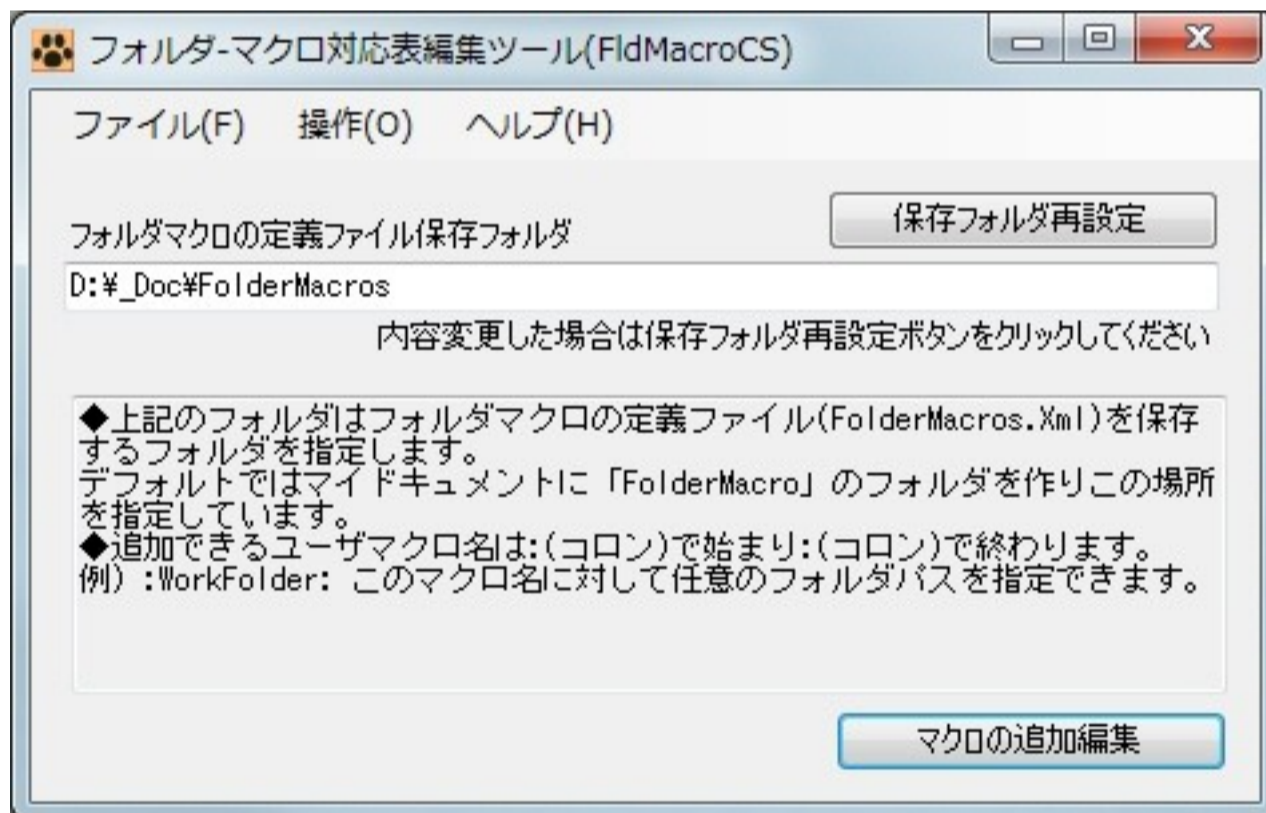 フォルダ-マクロ対応表編集ツール(FldMacroCS)
ファイル(F) 操作(O) ヘルプ(H)
保存フォルダ再設定
フォルダマクロの定義ファイル保存フォルダ
D:¥_Doc¥FolderMacros
内容変更した場合は保存フォルダ再設定ボタンをクリックしてください
◆上記のフォルダはフォルダマクロの定義ファイル(FolderMacros.Xml)を保存
するフォルダを指定します。
デフォルトではマイドキュメントに「FolderMacro」のフォルダを作りこの場所
を指定しています。
◆追加できるユーザマクロ名は:(コロン)で始まり:(コロン)で終わります。
例) :WorkFolder: このマクロ名に対して任意のフォルダパスを指定できます。
マクロの追加編集